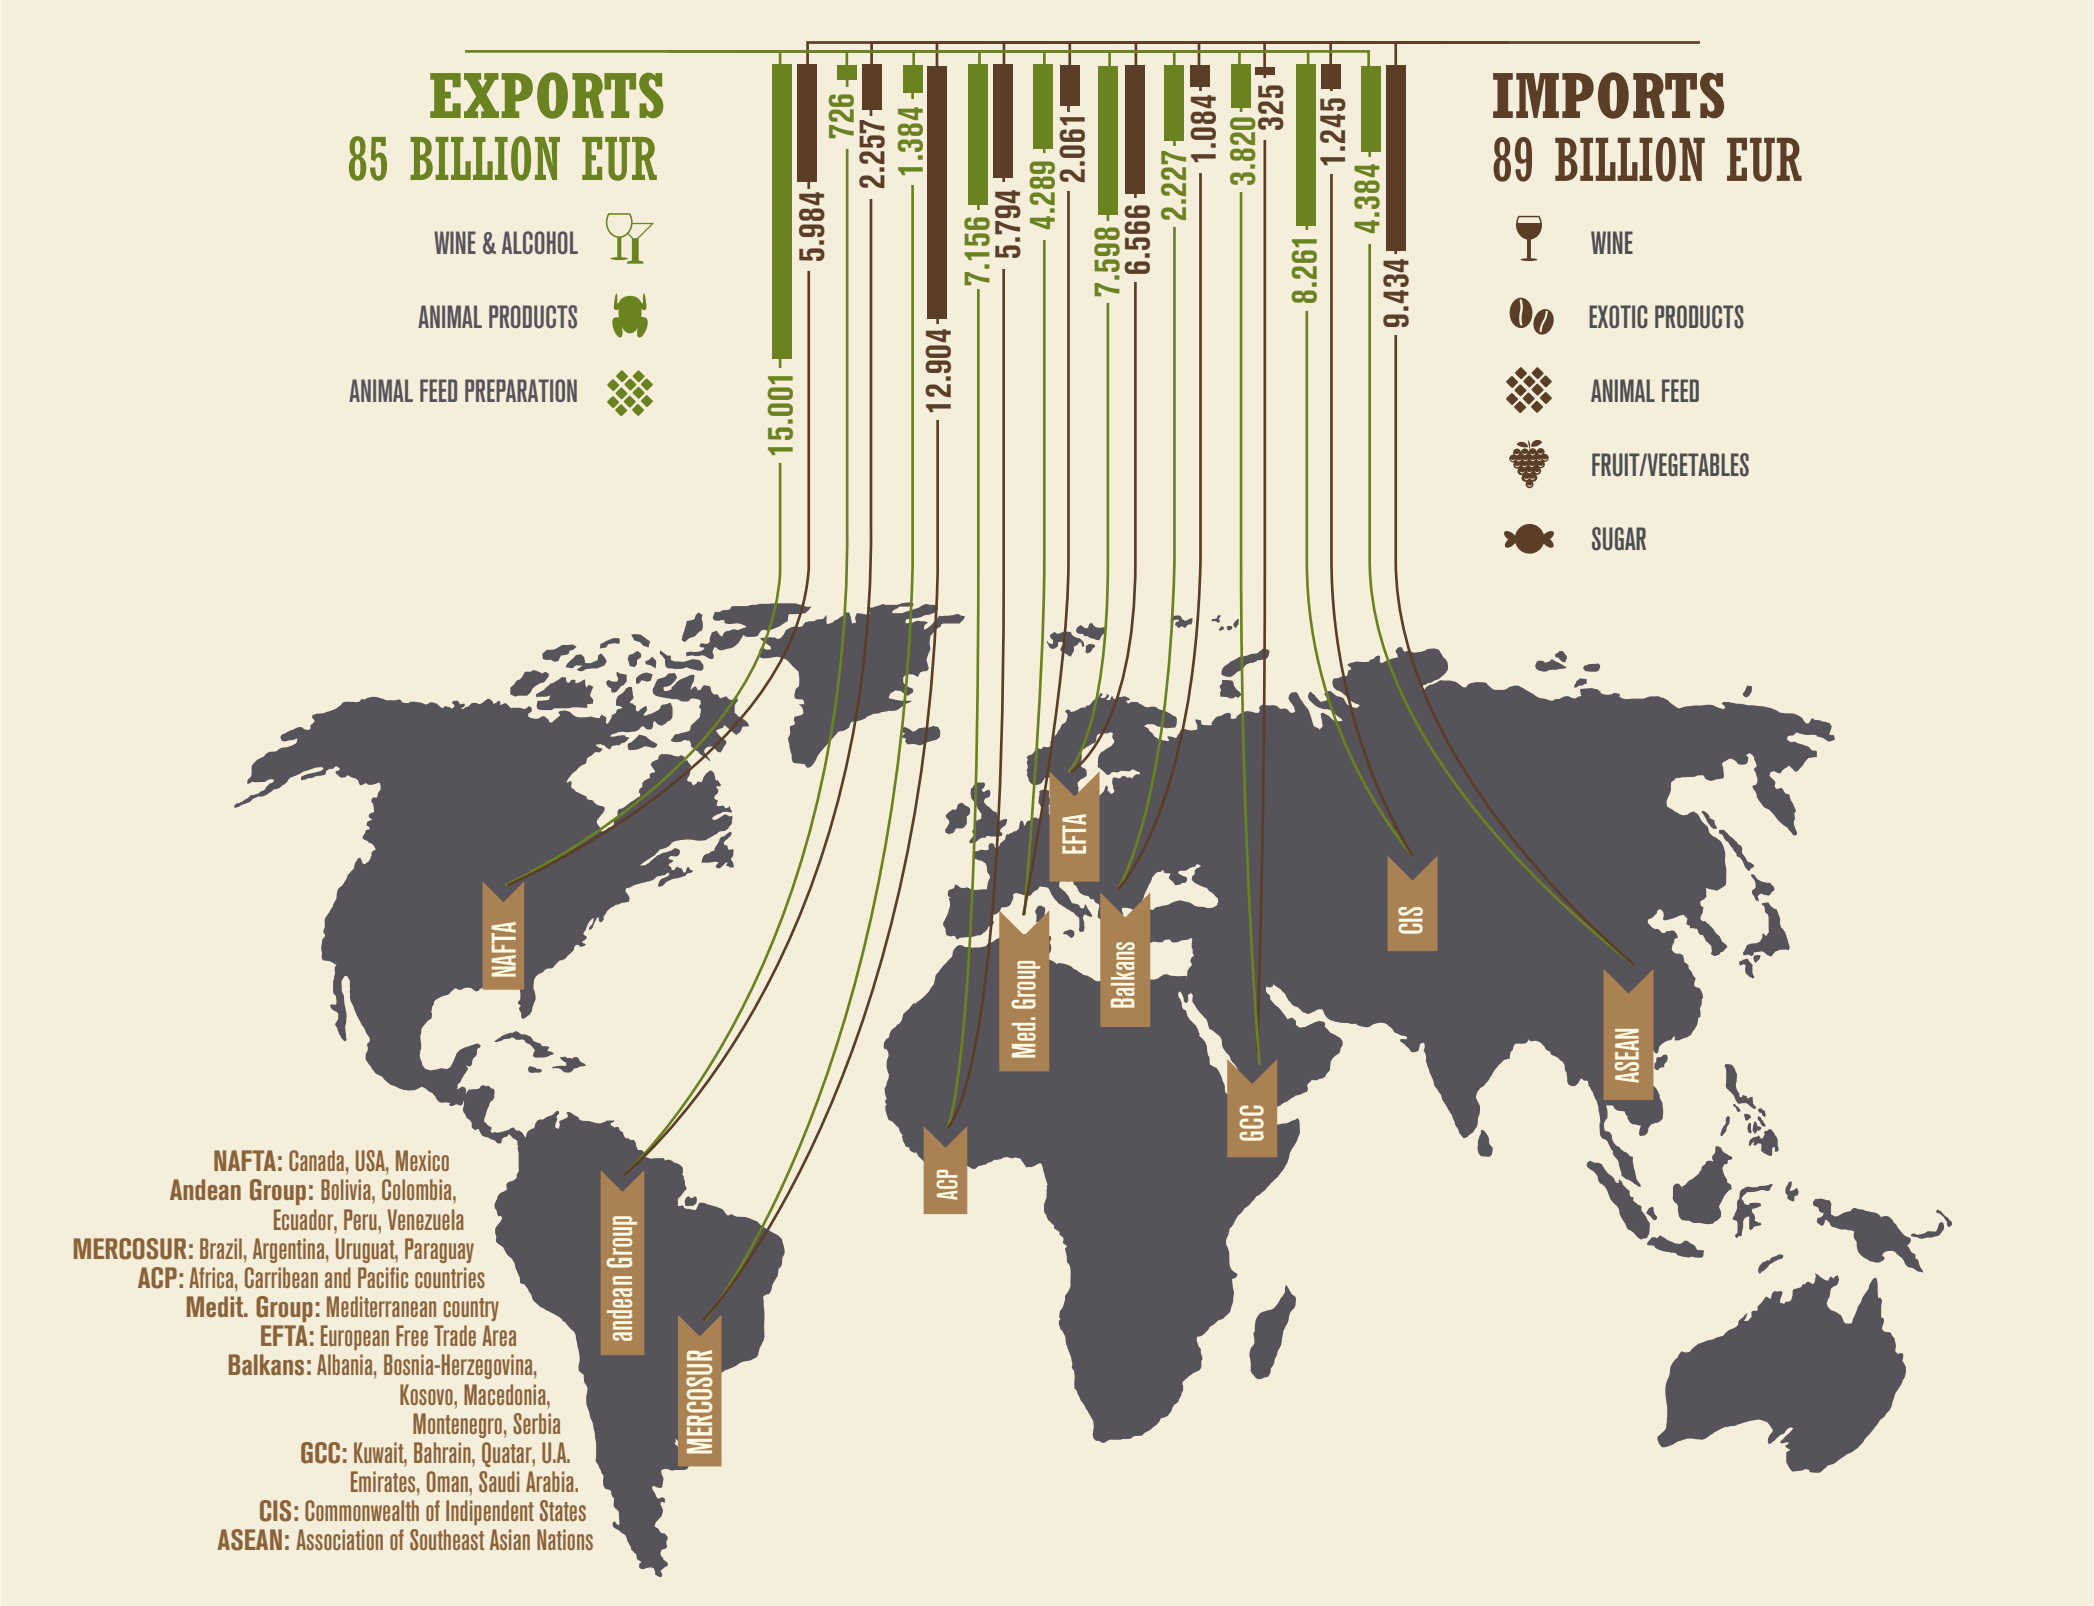 EXPORTS
85 BILLION EUR
WINE & ALCOHOL
ANIMAL PRODUCTS
ANIMAL FEED PREPARATION
15.001
5.984
726
2.257
1.384
12.904
7.156
5.794
4.289
2.061
7.598
6.566
2.227
1.084
3.820
325
8.261
1.245
4.384
9.434
IMPORTS
89 BILLION EUR
WINE
EXOTIC PRODUCTS
ANIMAL FEED
FRUIT/VEGETABLES
SUGAR
NAFTA
andean Group
MERCOSUR
ACP
Med. Group
EFTA
Balkans
GCC
CIS
ASEAN
NAFTA: Canada, USA, Mexico
Andean Group: Bolivia, Colombia,
Ecuador, Peru, Venezuela
MERCOSUR: Brazil, Argentina, Uruguat, Paraguay
ACP: Africa, Carribean and Pacific countries
Medit. Group: Mediterranean country
EFTA: European Free Trade Area
Balkans: Albania, Bosnia-Herzegovina,
Kosovo, Macedonia,
Montenegro, Serbia
GCC: Kuwait, Bahrain, Quatar, U.A.
Emirates, Oman, Saudi Arabia.
CIS: Commonwealth of Indipendent States
ASEAN: Association of Southeast Asian Nations